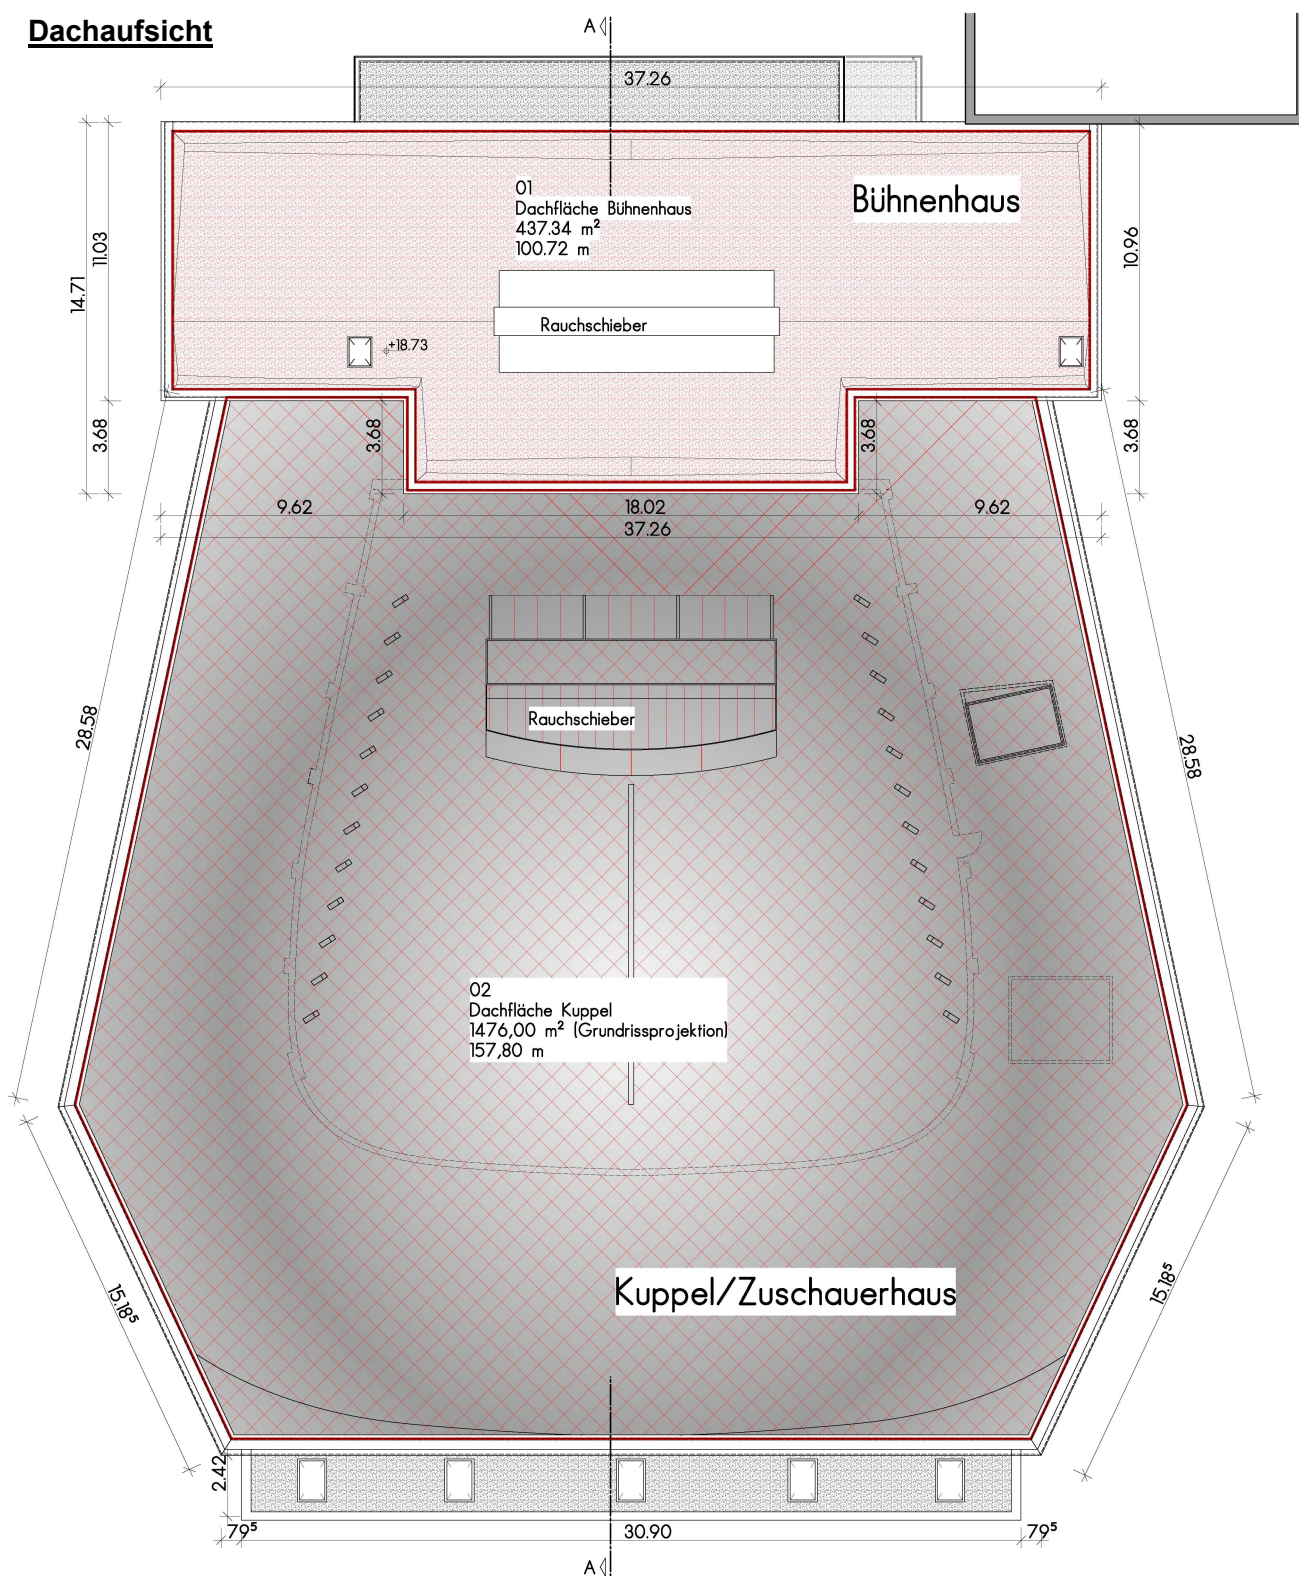 Dachaufsicht
A
37.26
01
Dachfläche Bühnenhaus
437.34 m²
100.72 m
Bühnenhaus
11.03
14.71
10.96
Rauchschieber
+18.73
3.68
3.68
3.68
3.68
9.62
18.02
9.62
37.26
28.58
Rauchschieber
28.58
02
Dachfläche Kuppel
1476,00 m² (Grundrissprojektion)
157,80 m
Kuppel/Zuschauerhaus
15.18⁵
15.18⁵
2.42
79⁵
30.90
79⁵
A